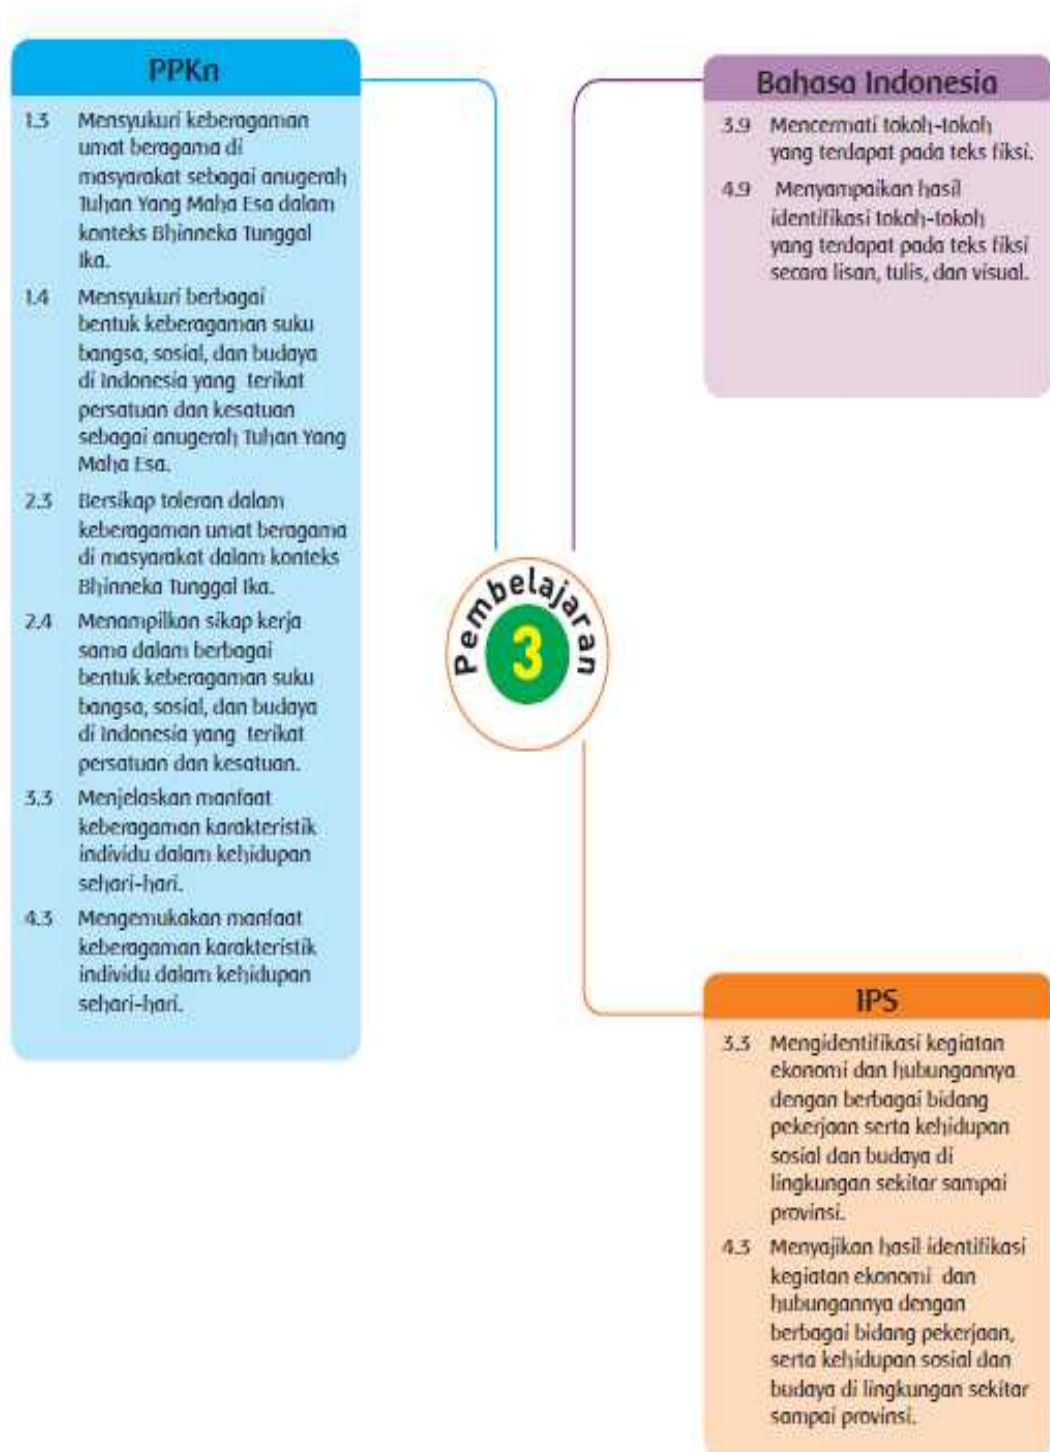 PPKn
1.3 Mensyukuri keberagaman
umat beragama di
masyarakat sebagai anugerah
Tuhan Yang Maha Esa dalam
konteks Bhinneka Tunggal
Ika.
1.4 Mensyukuri berbagai
bentuk keberagaman suku
bangsa, sosial, dan budaya
di Indonesia yang terikat
persatuan dan kesatuan
sebagai anugerah Tuhan Yang
Maha Esa.
2.3 Bersikap toleran dalam
keberagaman umat beragama
di masyarakat dalam konteks
Bhinneka Tunggal Ika.
2.4 Menampilkan sikap kerja
sama dalam berbagai
bentuk keberagaman suku
bangsa, sosial, dan budaya
di Indonesia yang terikat
persatuan dan kesatuan.
3.3 Menjelaskan manfaat
keberagaman karakteristik
individu dalam kehidupan
sehari-hari.
4.3 Mengemukakan manfaat
keberagaman karakteristik
individu dalam kehidupan
sehari-hari.
Bahasa Indonesia
3.9 Mencermati tokoh-tokoh
yang terdapat pada teks fiksi.
4.9 Menyampaikan hasil
identifikasi tokoh-tokoh
yang terdapat pada teks fiksi
secara lisan, tulis, dan visual.
Pembelajaran
3
IPS
3.3 Mengidentifikasi kegiatan
ekonomi dan hubungannya
dengan berbagai bidang
pekerjaan serta kehidupan
sosial dan budaya di
lingkungan sekitar sampai
provinsi.
4.3 Menyajikan hasil identifikasi
kegiatan ekonomi dan
hubungannya dengan
berbagai bidang pekerjaan,
serta kehidupan sosial dan
budaya di lingkungan sekitar
sampai provinsi.